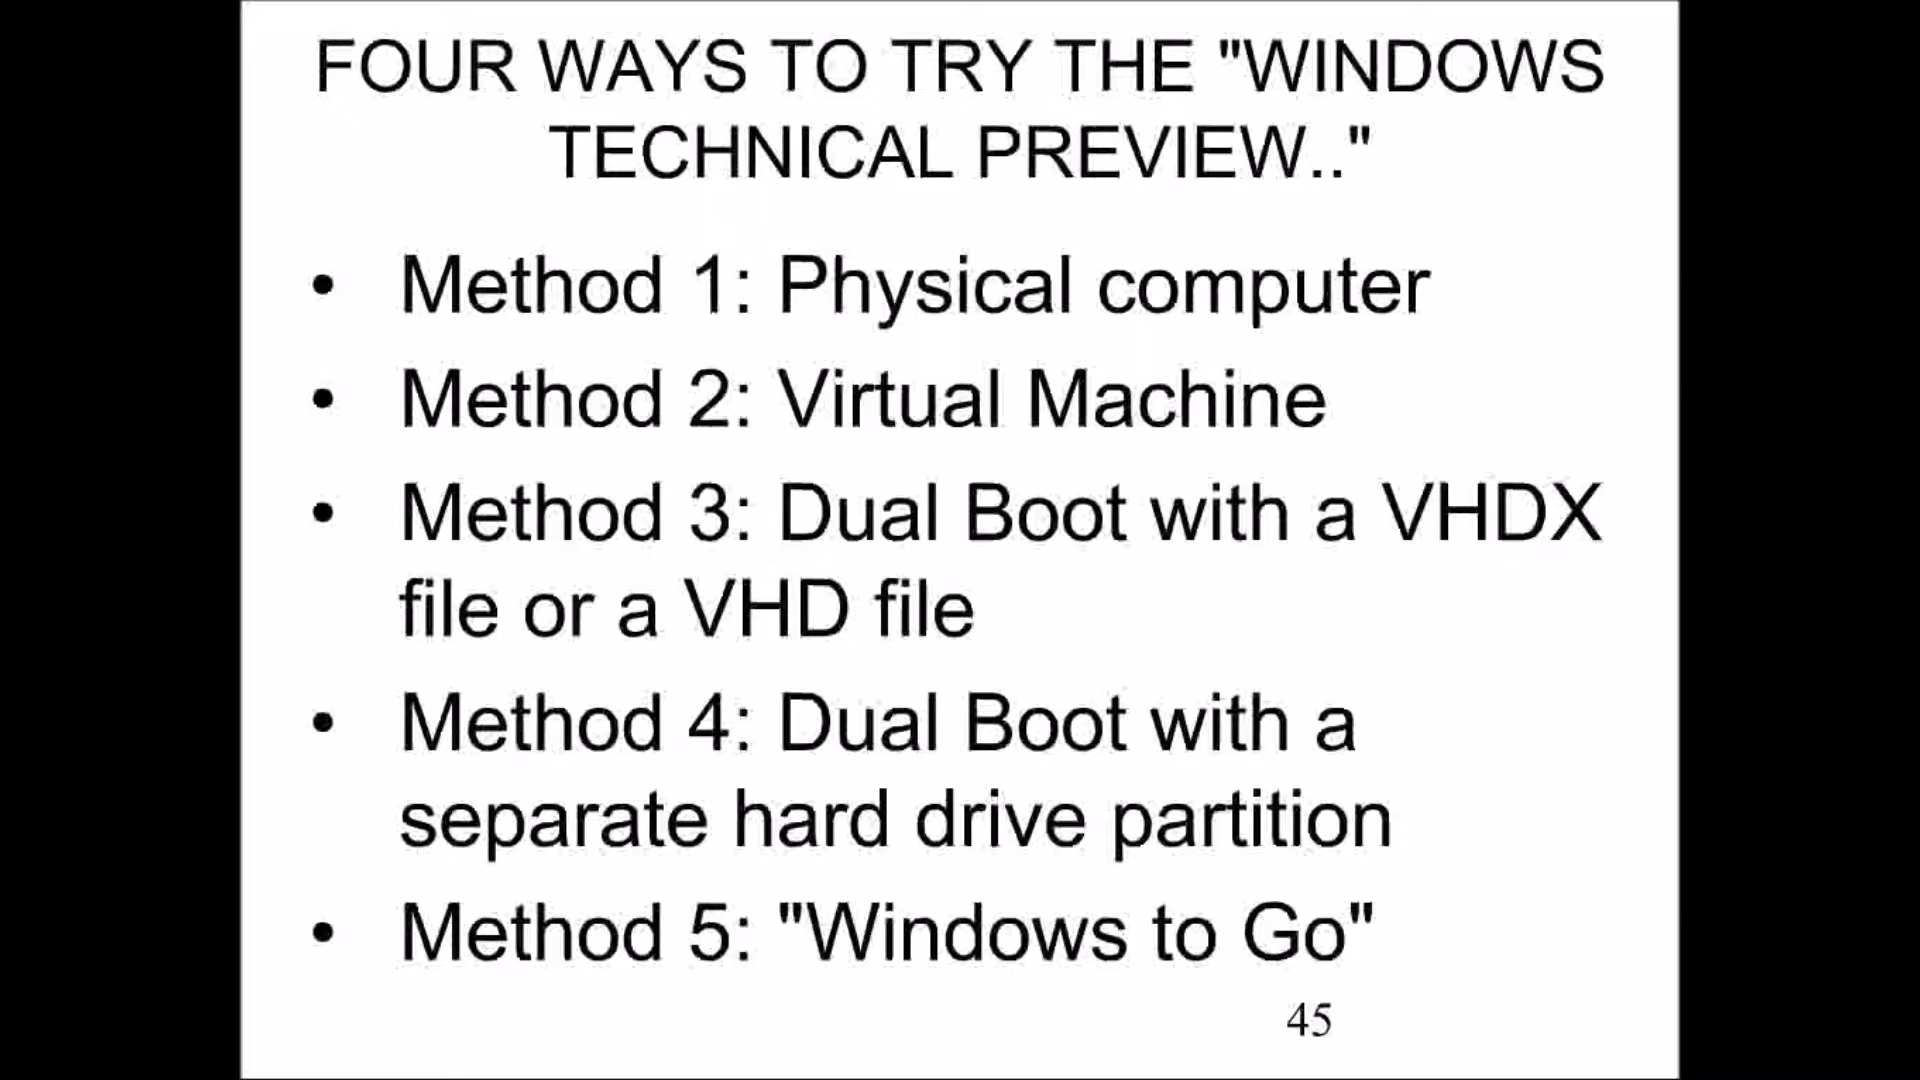 FOUR WAYS TO TRY THE "WINDOWS
TECHNICAL PREVIEW.."
• Method 1: Physical computer
• Method 2: Virtual Machine
• Method 3: Dual Boot with a VHDX
file or a VHD file
• Method 4: Dual Boot with a
separate hard drive partition
• Method 5: "Windows to Go"
45